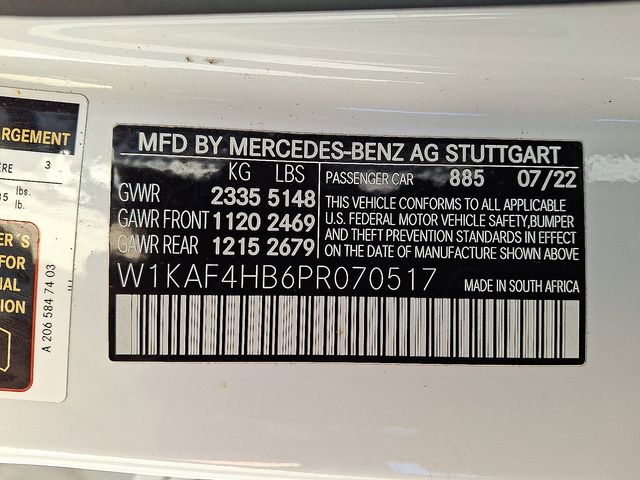 RGEMENT
ERE 3
lbs.
lb.
ER'S
FOR
ION
A 206 584 74 03
MFD BY MERCEDES-BENZ AG STUTTGART
KG LBS
GVWR 2335 5148
GAWR FRONT 1120 2469
GAWR REAR 1215 2679
PASSENGER CAR 885 07/22
THIS VEHICLE CONFORMS TO ALL APPLICABLE
U.S. FEDERAL MOTOR VEHICLE SAFETY,BUMPER
AND THEFT PREVENTION STANDARDS IN EFFECT
ON THE DATE OF MANUFACTURE SHOWN ABOVE
W1KAF4HB6PR070517 MADE IN SOUTH AFRICA